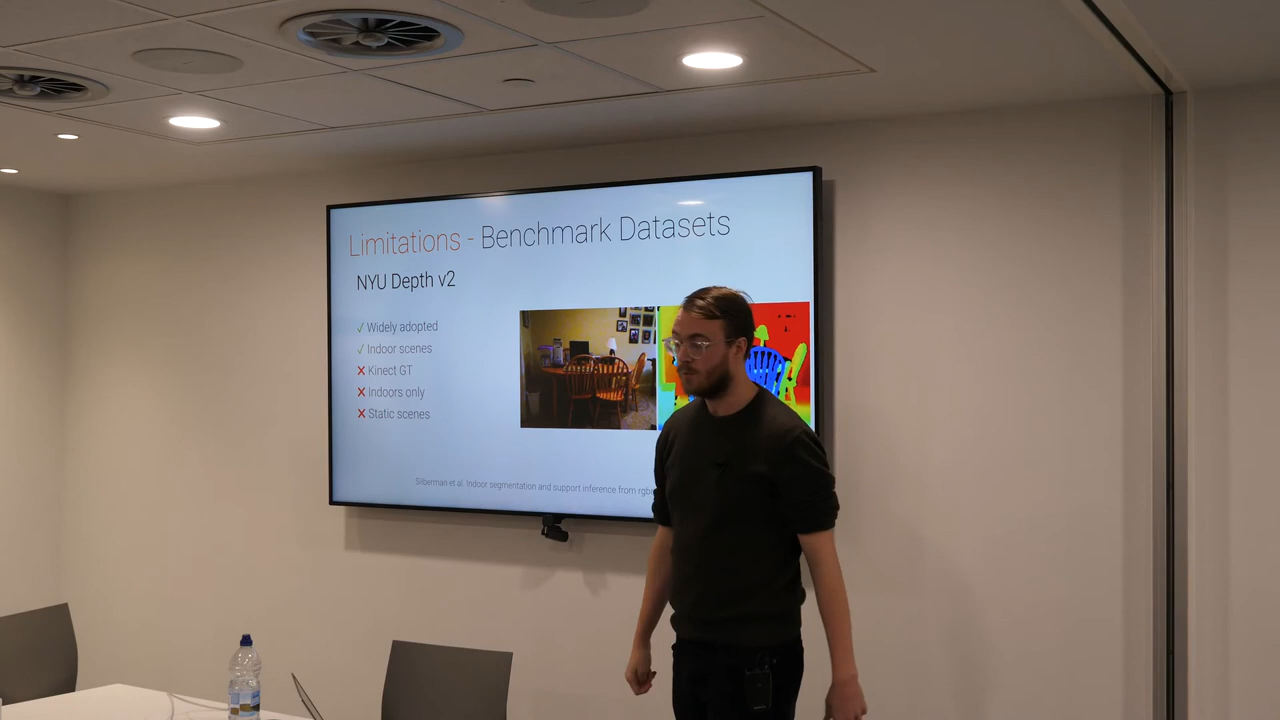 Limitations - Benchmark Datasets
NYU Depth v2
✓ Widely adopted
✓ Indoor scenes
✗ Kinect GT
✗ Indoors only
✗ Static scenes
Silberman et al. Indoor segmentation and support inference from